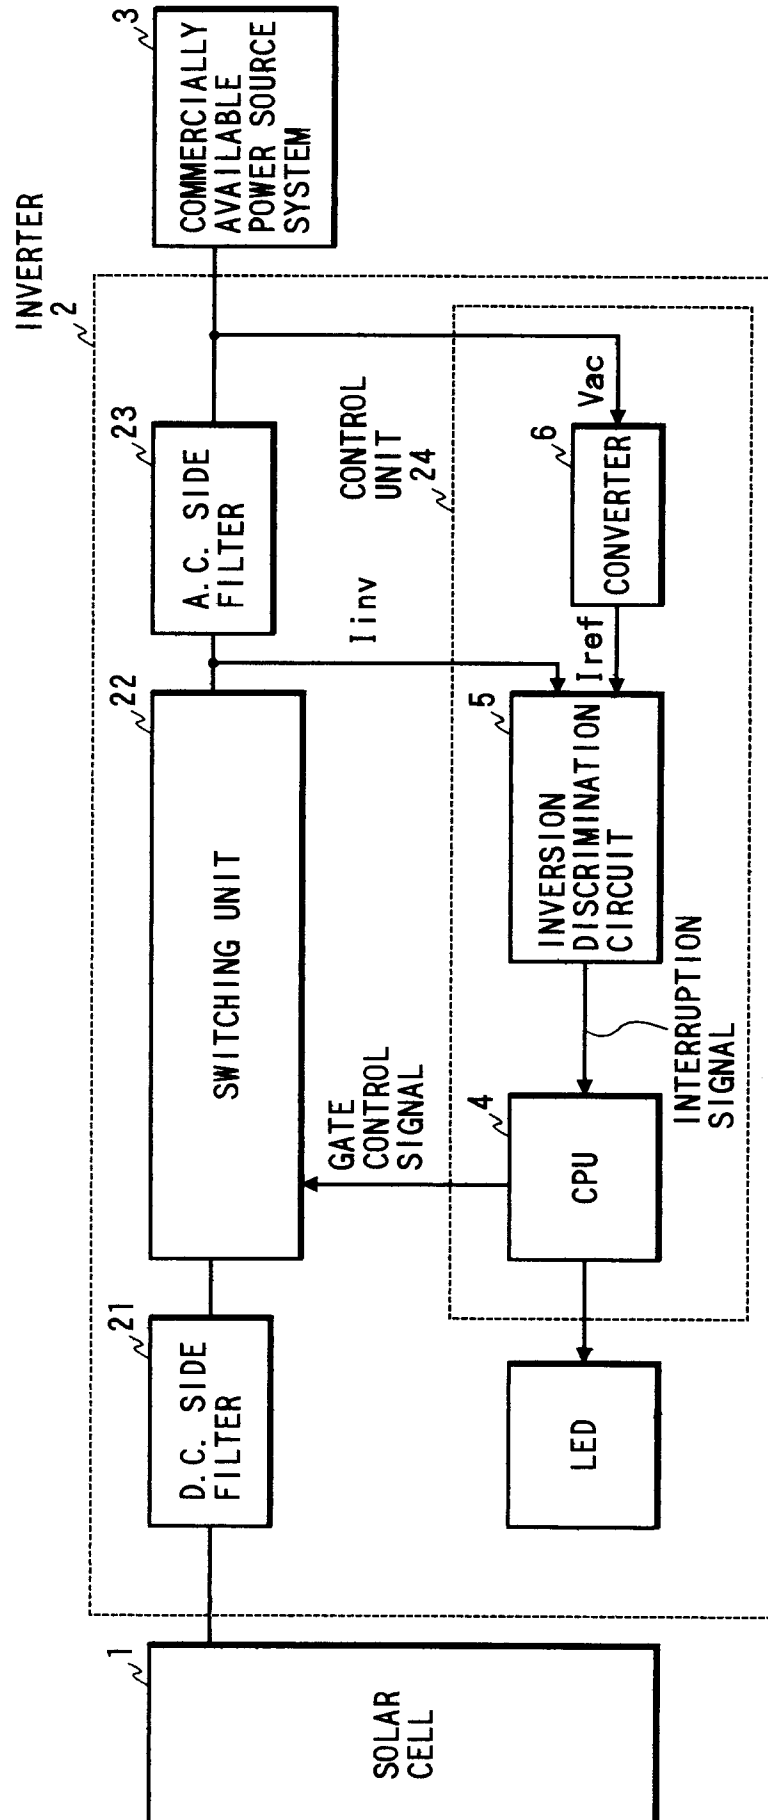 INVERTER
2
3
COMMERCIALLY
AVAILABLE
POWER SOURCE
SYSTEM
1
SOLAR
CELL
21
D.C. SIDE
FILTER
22
SWITCHING UNIT
23
A.C. SIDE
FILTER
GATE
CONTROL
SIGNAL
Iinv
CONTROL
UNIT
24
LED
4
CPU
INTERRUPTION
SIGNAL
5
INVERSION
DISCRIMINATION
CIRCUIT
Iref
6
CONVERTER
Vac